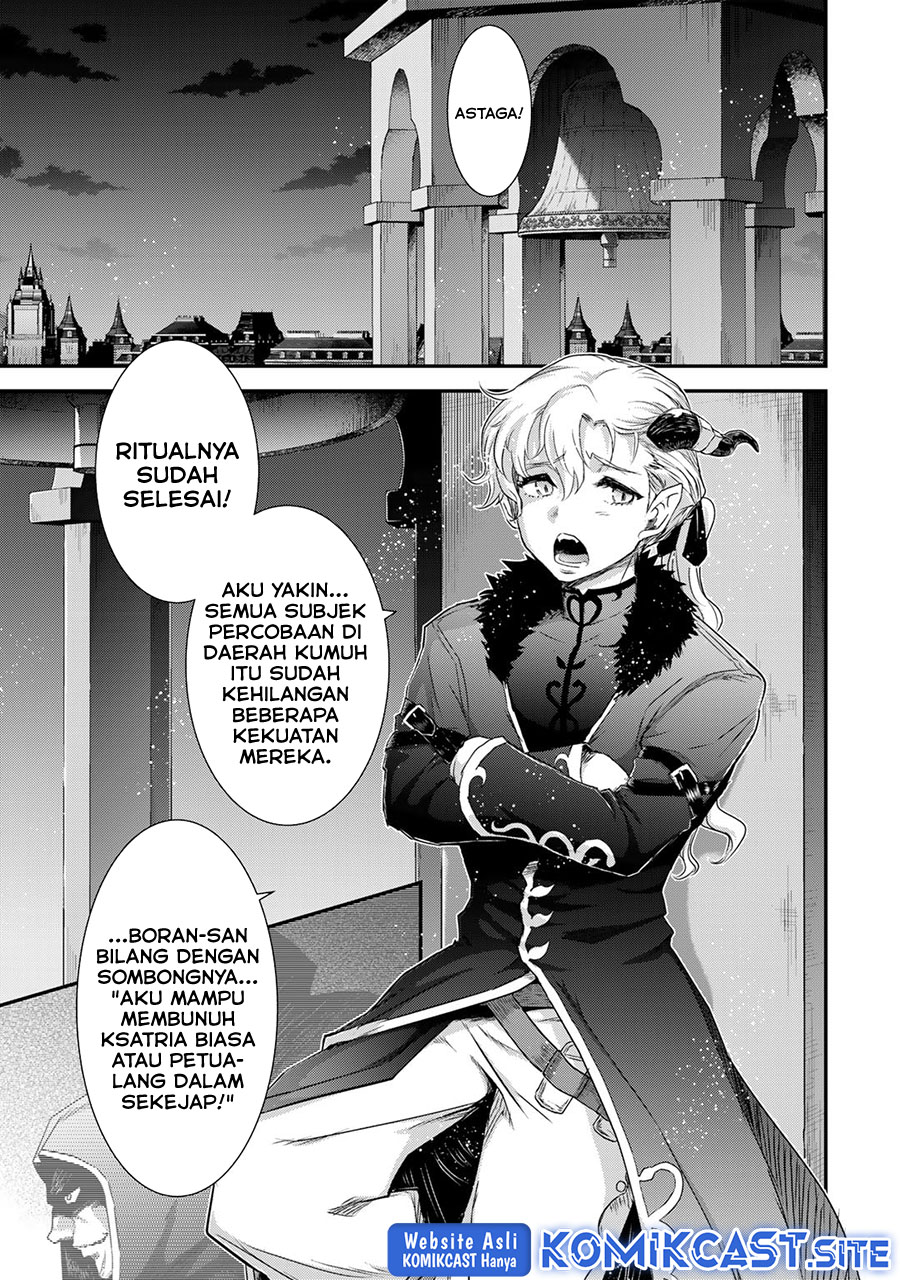 ASTAGA!
RITUALNYA
SUDAH
SELESAI!
AKU YAKIN...
SEMUA SUBJEK
PERCOBAAN DI
DAERAH KUMUH
ITU SUDAH
KEHILANGAN
BEBERAPA
KEKUATAN
MEREKA.
...BORAN-SAN
BILANG DENGAN
SOMBONGNYA...
"AKU MAMPU
MEMBUNUH
KSATRIA BIASA
ATAU PETUA-
LANG DALAM
SEKEJAP!"
Website Asli
KOMIKCAST Hanya
KOMIKCAST.SITE